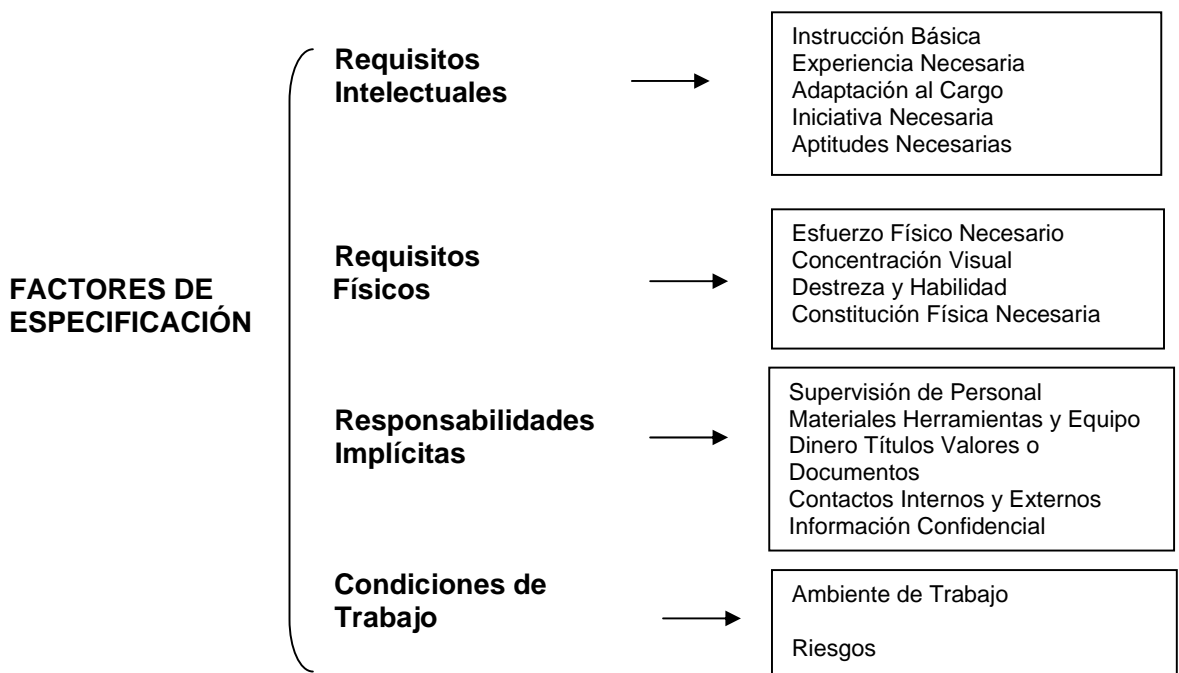 FACTORES DE
ESPECIFICACIÓN
Requisitos
Intelectuales
Instrucción Básica
Experiencia Necesaria
Adaptación al Cargo
Iniciativa Necesaria
Aptitudes Necesarias
Requisitos
Físicos
Esfuerzo Físico Necesario
Concentración Visual
Destreza y Habilidad
Constitución Física Necesaria
Responsabilidades
Implícitas
Supervisión de Personal
Materiales Herramientas y Equipo
Dinero Títulos Valores o
Documentos
Contactos Internos y Externos
Información Confidencial
Condiciones de
Trabajo
Ambiente de Trabajo
Riesgos